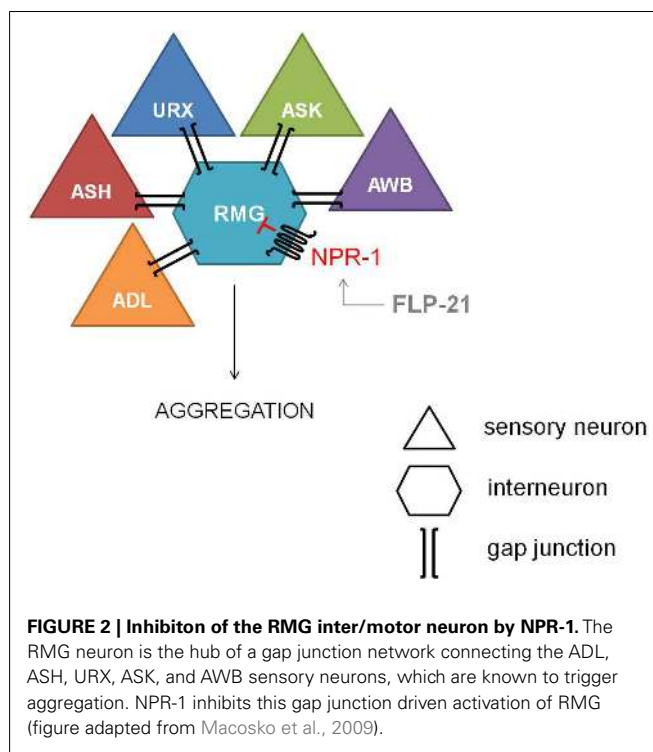 URX
ASK
ASH
AWB
RMG
NPR-1
ADL
FLP-21
AGGREGATION
sensory neuron
interneuron
gap junction
FIGURE 2 | Inhibiton of the RMG inter/motor neuron by NPR-1. The
RMG neuron is the hub of a gap junction network connecting the ADL,
ASH, URX, ASK, and AWB sensory neurons, which are known to trigger
aggregation. NPR-1 inhibits this gap junction driven activation of RMG
(figure adapted from Macosko et al., 2009).